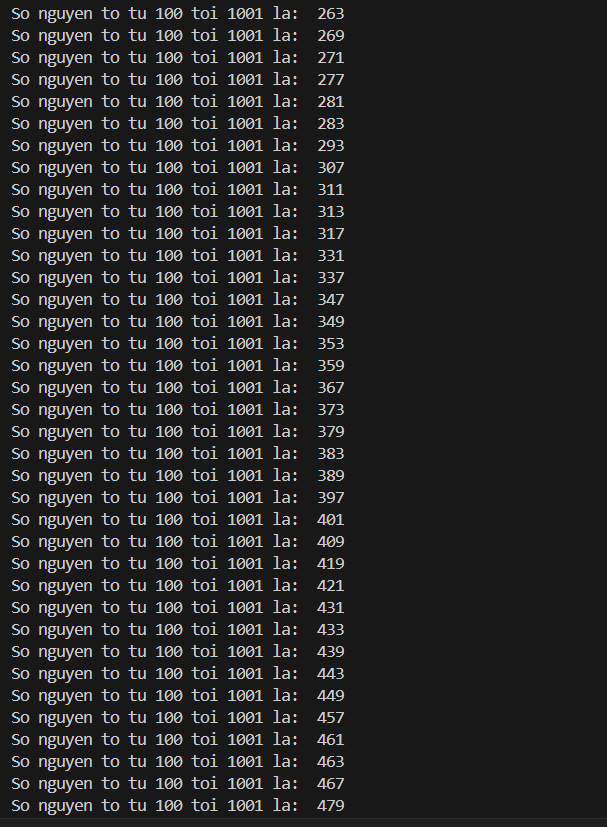 So nguyen to tu 100 toi 1001 la:  263
So nguyen to tu 100 toi 1001 la:  269
So nguyen to tu 100 toi 1001 la:  271
So nguyen to tu 100 toi 1001 la:  277
So nguyen to tu 100 toi 1001 la:  281
So nguyen to tu 100 toi 1001 la:  283
So nguyen to tu 100 toi 1001 la:  293
So nguyen to tu 100 toi 1001 la:  307
So nguyen to tu 100 toi 1001 la:  311
So nguyen to tu 100 toi 1001 la:  313
So nguyen to tu 100 toi 1001 la:  317
So nguyen to tu 100 toi 1001 la:  331
So nguyen to tu 100 toi 1001 la:  337
So nguyen to tu 100 toi 1001 la:  347
So nguyen to tu 100 toi 1001 la:  349
So nguyen to tu 100 toi 1001 la:  353
So nguyen to tu 100 toi 1001 la:  359
So nguyen to tu 100 toi 1001 la:  367
So nguyen to tu 100 toi 1001 la:  373
So nguyen to tu 100 toi 1001 la:  379
So nguyen to tu 100 toi 1001 la:  383
So nguyen to tu 100 toi 1001 la:  389
So nguyen to tu 100 toi 1001 la:  397
So nguyen to tu 100 toi 1001 la:  401
So nguyen to tu 100 toi 1001 la:  409
So nguyen to tu 100 toi 1001 la:  419
So nguyen to tu 100 toi 1001 la:  421
So nguyen to tu 100 toi 1001 la:  431
So nguyen to tu 100 toi 1001 la:  433
So nguyen to tu 100 toi 1001 la:  439
So nguyen to tu 100 toi 1001 la:  443
So nguyen to tu 100 toi 1001 la:  449
So nguyen to tu 100 toi 1001 la:  457
So nguyen to tu 100 toi 1001 la:  461
So nguyen to tu 100 toi 1001 la:  463
So nguyen to tu 100 toi 1001 la:  467
So nguyen to tu 100 toi 1001 la:  479